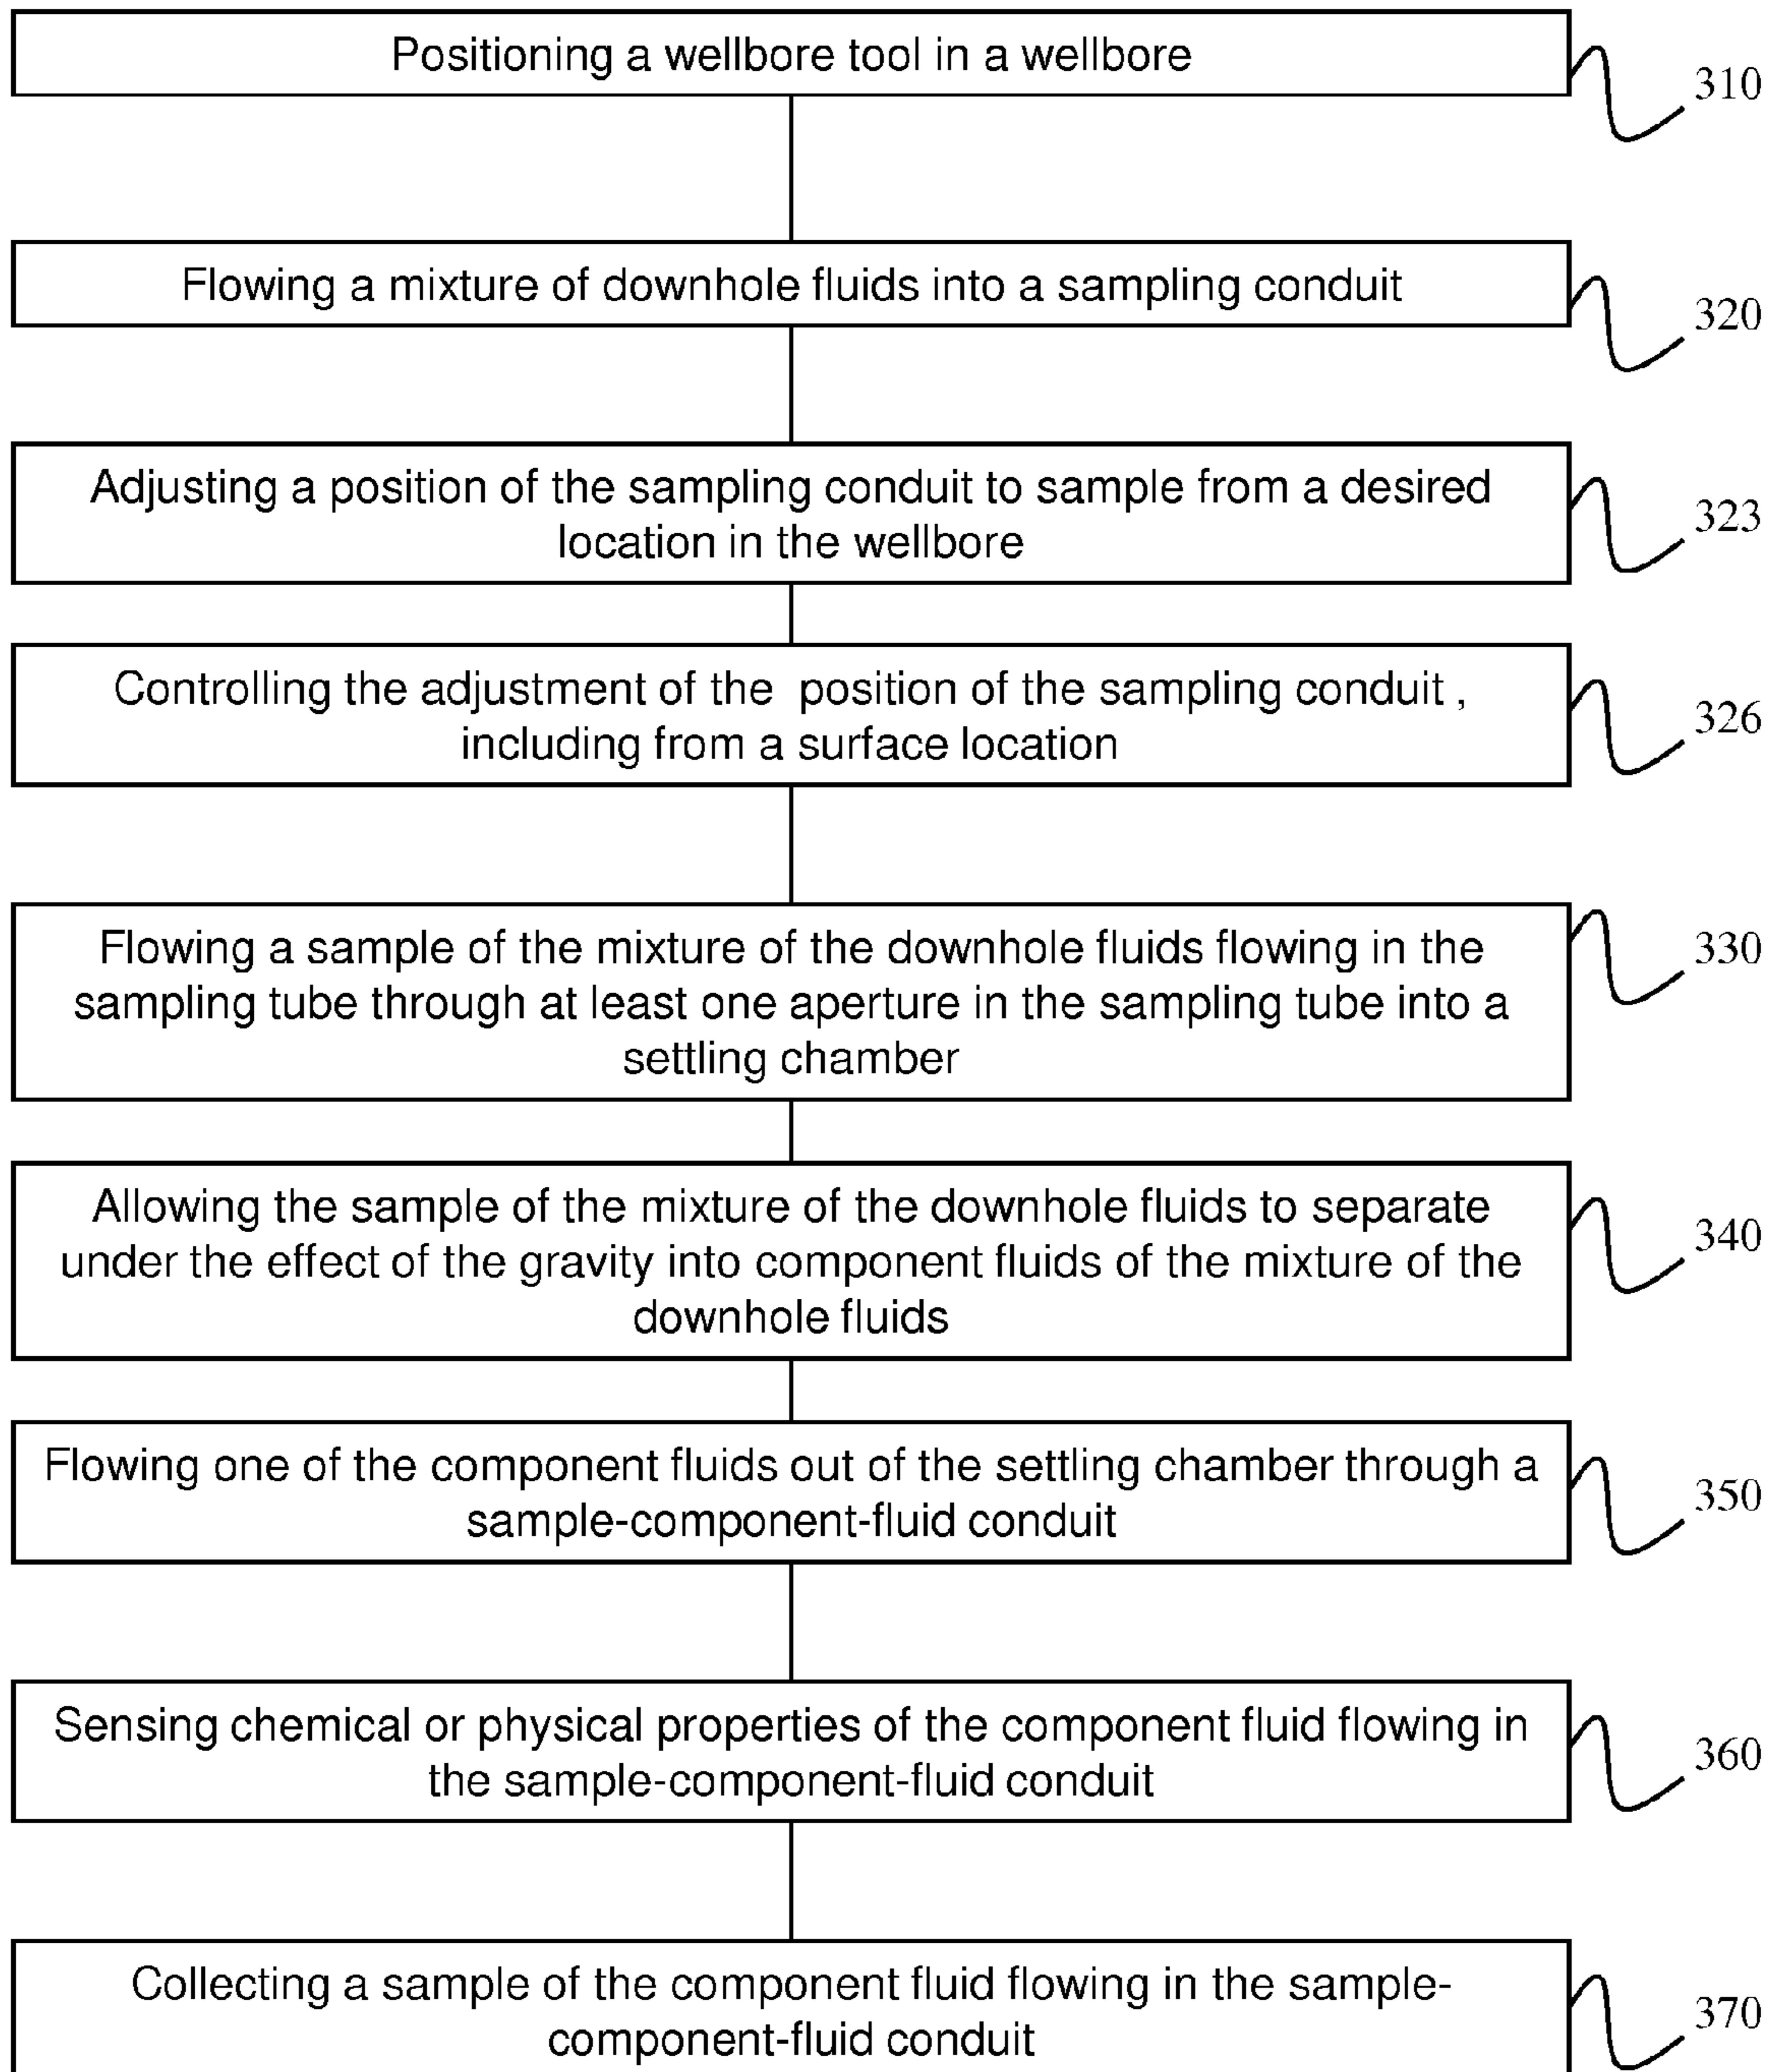 Positioning a wellbore tool in a wellbore
310
Flowing a mixture of downhole fluids into a sampling conduit
320
Adjusting a position of the sampling conduit to sample from a desired
location in the wellbore
323
Controlling the adjustment of the position of the sampling conduit ,
including from a surface location
326
Flowing a sample of the mixture of the downhole fluids flowing in the
sampling tube through at least one aperture in the sampling tube into a
settling chamber
330
Allowing the sample of the mixture of the downhole fluids to separate
under the effect of the gravity into component fluids of the mixture of the
downhole fluids
340
Flowing one of the component fluids out of the settling chamber through a
sample-component-fluid conduit
350
Sensing chemical or physical properties of the component fluid flowing in
the sample-component-fluid conduit
360
Collecting a sample of the component fluid flowing in the sample-
component-fluid conduit
370